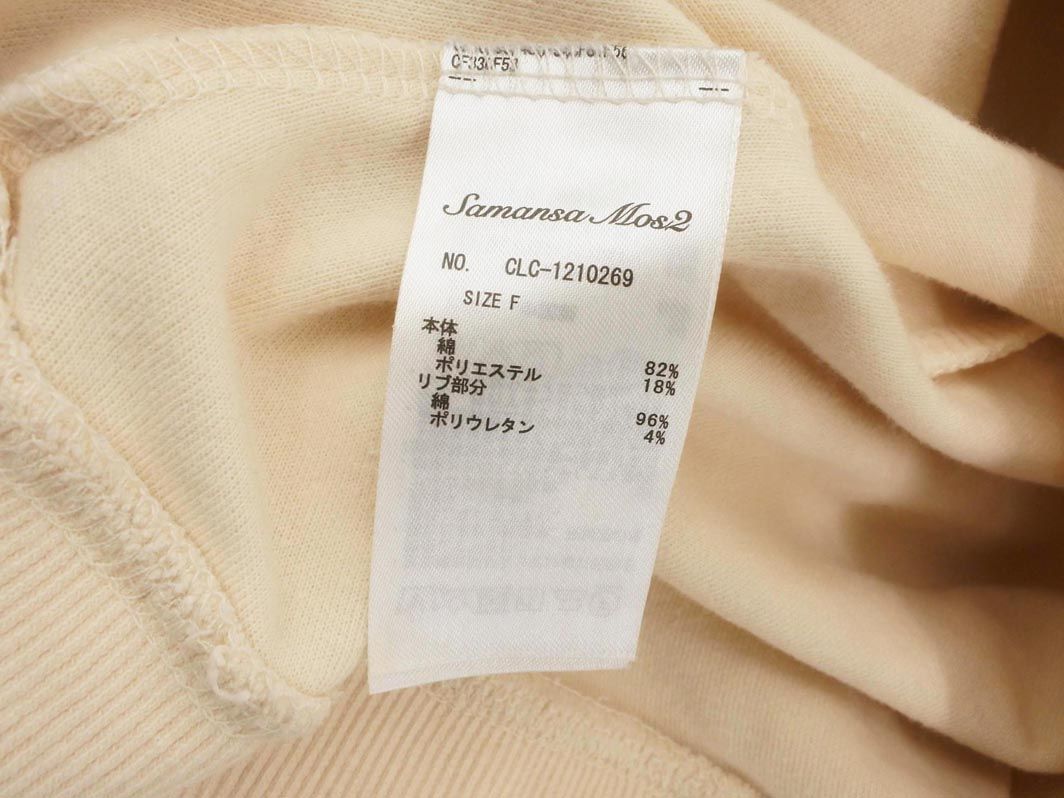 Samansa Mos2
NO. CLC-1210269
SIZE F
本体
綿 82%
ポリエステル 18%
リブ部分
綿 96%
ポリウレタン 4%